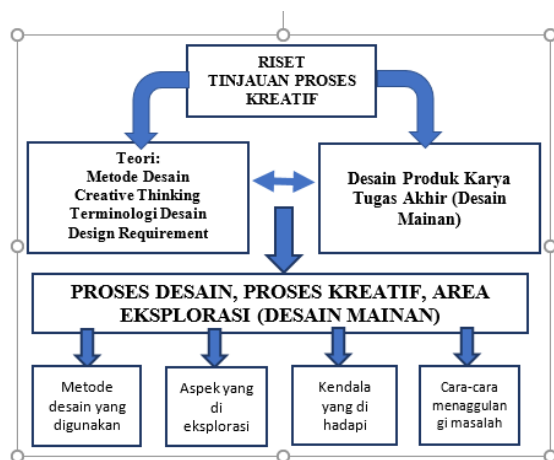 RISET
TINJAUAN PROSES
KREATIF
Teori:
Metode Desain
Creative Thinking
Terminologi Desain
Design Requirement
Desain Produk Karya
Tugas Akhir (Desain
Mainan)
PROSES DESAIN, PROSES KREATIF, AREA
EKSPLORASI (DESAIN MAINAN)
Metode
desain yang
digunakan
Aspek yang
di
eksplorasi
Kendala
yang di
hadapi
Cara-cara
menaggulan
gi masalah